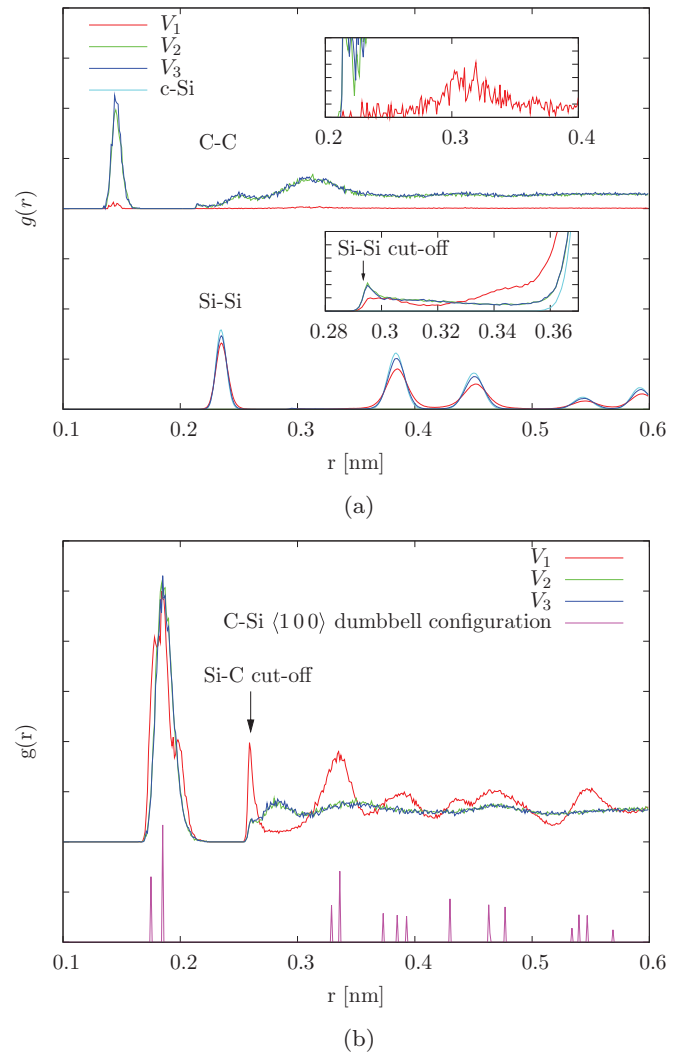 V1
V2
V3
c-Si
C-C
0.2 0.3 0.4
g(r)
Si-Si cut-off
Si-Si
0.28 0.3 0.32 0.34 0.36
0.1 0.2 0.3 0.4 0.5 0.6
r [nm]
(a)
V1
V2
V3
C-Si ⟨1 0 0⟩ dumbbell configuration
Si-C cut-off
g(r)
0.1 0.2 0.3 0.4 0.5 0.6
r [nm]
(b)